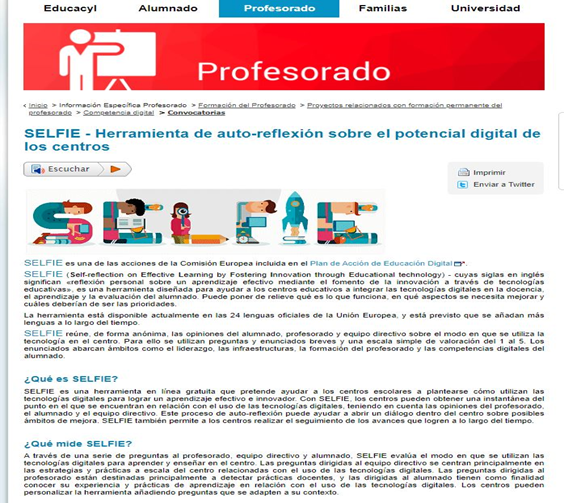 Educacyl Alumnado Profesorado Familias Universidad
Profesorado
< Inicio > Información Específica Profesorado > Formación del Profesorado > Proyectos relacionados con formación permanente del
profesorado > Competencia digital > Convocatorias
SELFIE - Herramienta de auto-reflexión sobre el potencial digital de
los centros
Escuchar
Imprimir
Enviar a Twitter
SELFIE
SELFIE es una de las acciones de la Comisión Europea incluida en el Plan de Acción de Educación Digital.
SELFIE (Self-reflection on Effective Learning by Fostering Innovation through Educational technology) - cuyas siglas en inglés
significan «reflexión personal sobre un aprendizaje efectivo mediante el fomento de la innovación a través de tecnologías
educativas», es una herramienta diseñada para ayudar a los centros educativos a integrar las tecnologías digitales en la docencia,
el aprendizaje y la evaluación del alumnado. Puede poner de relieve qué es lo que funciona, en qué aspectos se necesita mejorar y
cuáles deberían de ser las prioridades.
La herramienta está disponible actualmente en las 24 lenguas oficiales de la Unión Europea, y está previsto que se añadan más
lenguas a lo largo del tiempo.
SELFIE reúne, de forma anónima, las opiniones del alumnado, profesorado y equipo directivo sobre el modo en que se utiliza la
tecnología en el centro. Para ello se utilizan preguntas y enunciados breves y una escala simple de valoración del 1 al 5. Los
enunciados abarcan ámbitos como el liderazgo, las infraestructuras, la formación del profesorado y las competencias digitales del
alumnado.
¿Qué es SELFIE?
SELFIE es una herramienta en línea gratuita que pretende ayudar a los centros escolares a plantearse cómo utilizan las
tecnologías digitales para lograr un aprendizaje efectivo e innovador. Con SELFIE, los centros pueden obtener una instantánea del
punto en el que se encuentran en relación con el uso de las tecnologías digitales, teniendo en cuenta las opiniones del profesorado,
el alumnado y el equipo directivo. Este proceso de auto-reflexión puede ayudar a abrir un diálogo dentro del centro sobre posibles
ámbitos de mejora. SELFIE también permite a los centros realizar el seguimiento de los avances que logren a lo largo del tiempo.
¿Qué mide SELFIE?
A través de una serie de preguntas al profesorado, equipo directivo y alumnado, SELFIE evalúa el modo en que se utilizan las
tecnologías digitales para aprender y enseñar en el centro. Las preguntas dirigidas al equipo directivo se centran principalmente en
las estrategias y prácticas a escala del centro relacionadas con el uso de las tecnologías digitales. Las preguntas dirigidas al
profesorado están destinadas principalmente a detectar prácticas docentes, y las dirigidas al alumnado tienen como finalidad
conocer su experiencia y prácticas de aprendizaje en relación con el uso de las tecnologías digitales. Los centros pueden
personalizar la herramienta añadiendo preguntas que se adapten a su contexto.